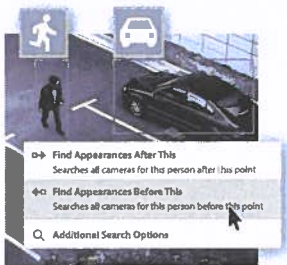 Find Appearances After This
Searches all cameras for this person after this point
Find Appearances Before This
Searches all cameras for this person before this point
Additional Search Options